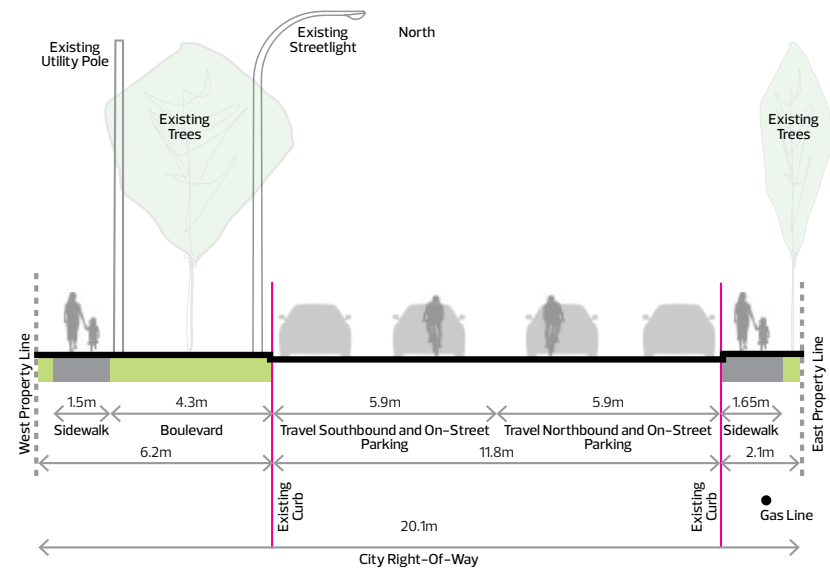 Existing
Utility Pole
Existing
Streetlight
North
Existing
Trees
Existing
Trees
West Property Line
East Property Line
1.5m
4.3m
5.9m
5.9m
1.65m
Sidewalk
Boulevard
Travel Southbound and On-Street
Parking
Travel Northbound and On-Street
Parking
Sidewalk
6.2m
11.8m
2.1m
Existing
Curb
Existing
Curb
Gas Line
20.1m
City Right-Of-Way